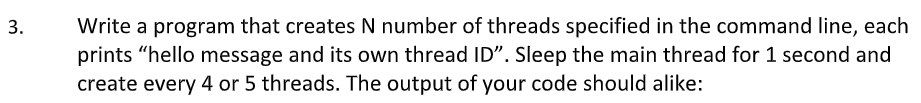 3. Write a program that creates N number of threads specified in the command line, each
prints “hello message and its own thread ID”. Sleep the main thread for 1 second and
create every 4 or 5 threads. The output of your code should alike: